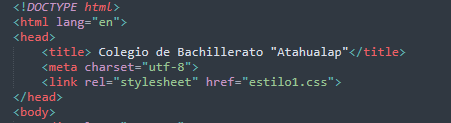 <!DOCTYPE html>
<html lang="en">
<head>
<title> Colegio de Bachillerato "Atahualap"</title>
<meta charset="utf-8">
<link rel="stylesheet" href="estilo1.css">
</head>
<body>